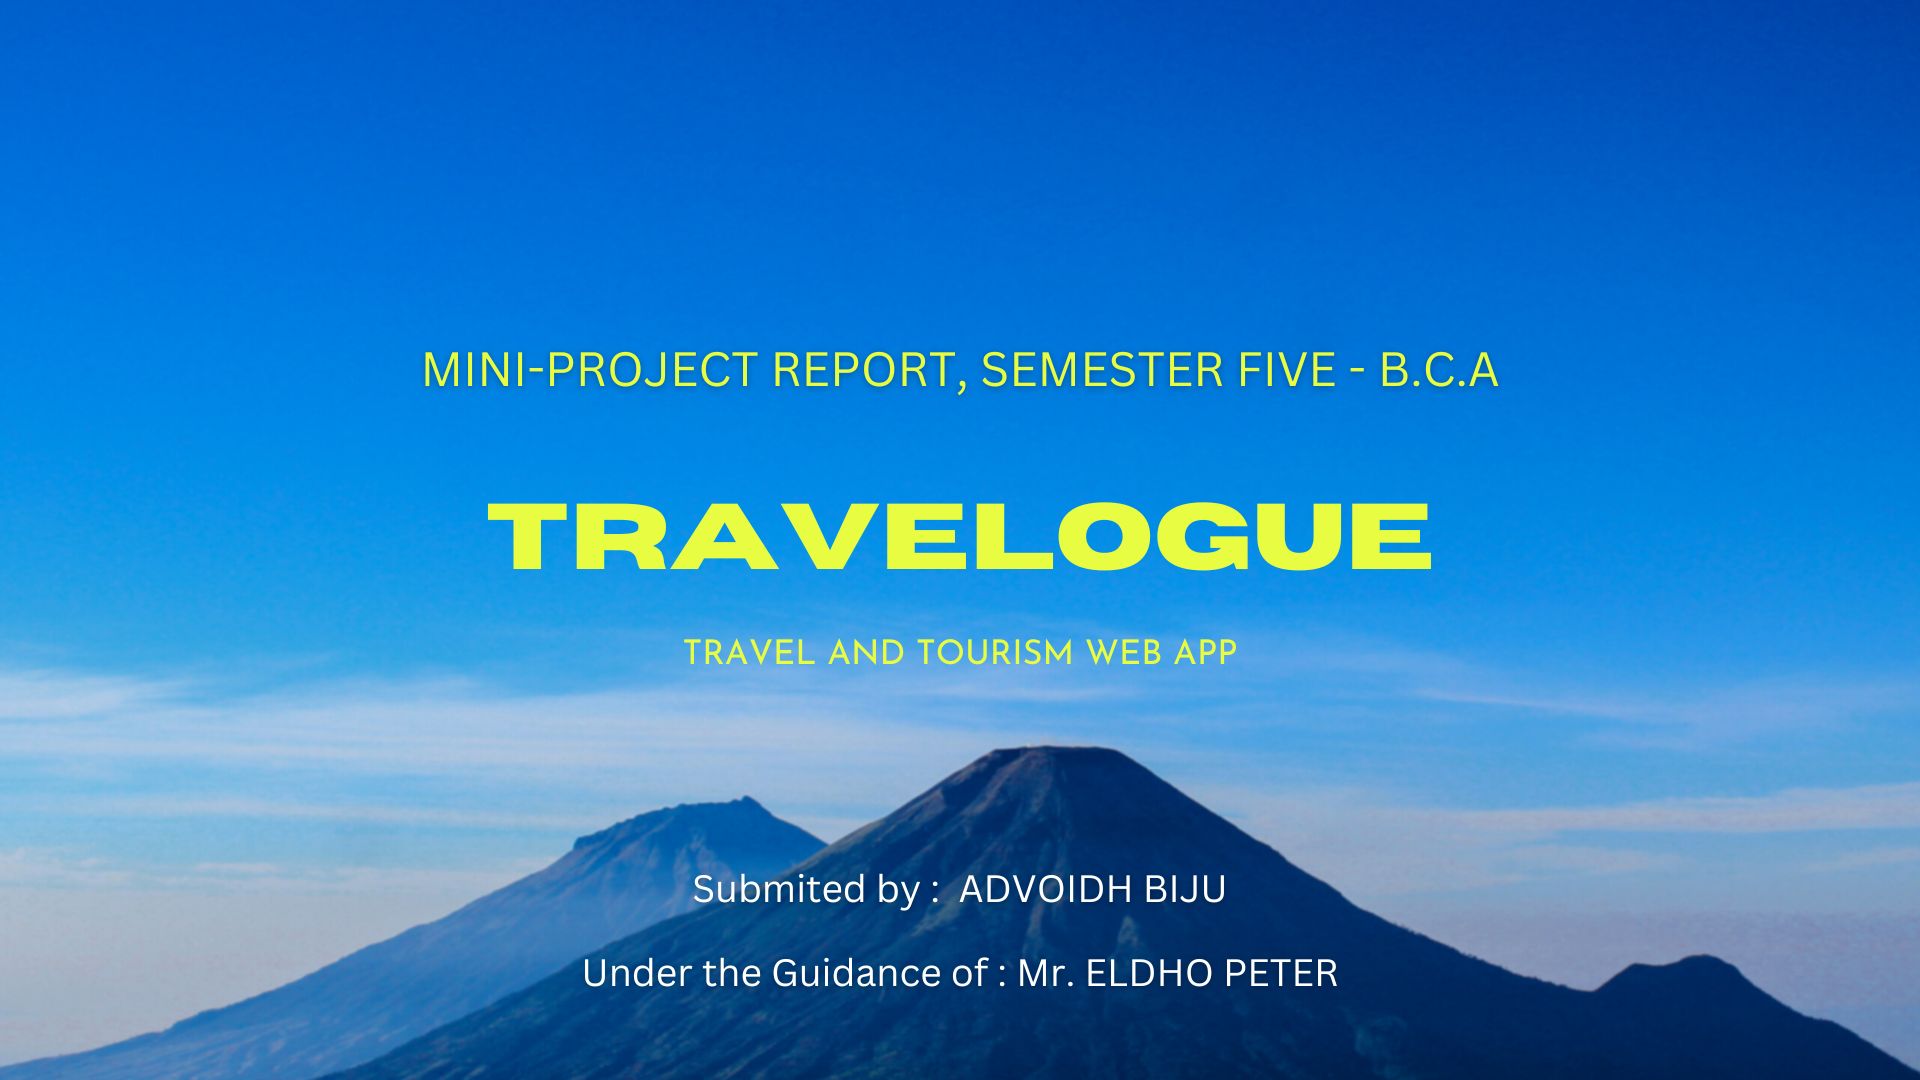 MINI-PROJECT REPORT, SEMESTER FIVE - B.C.A
TRAVELOGUE
TRAVEL AND TOURISM WEB APP
Submited by : ADVOIDH BIJU
Under the Guidance of : Mr. ELDHO PETER